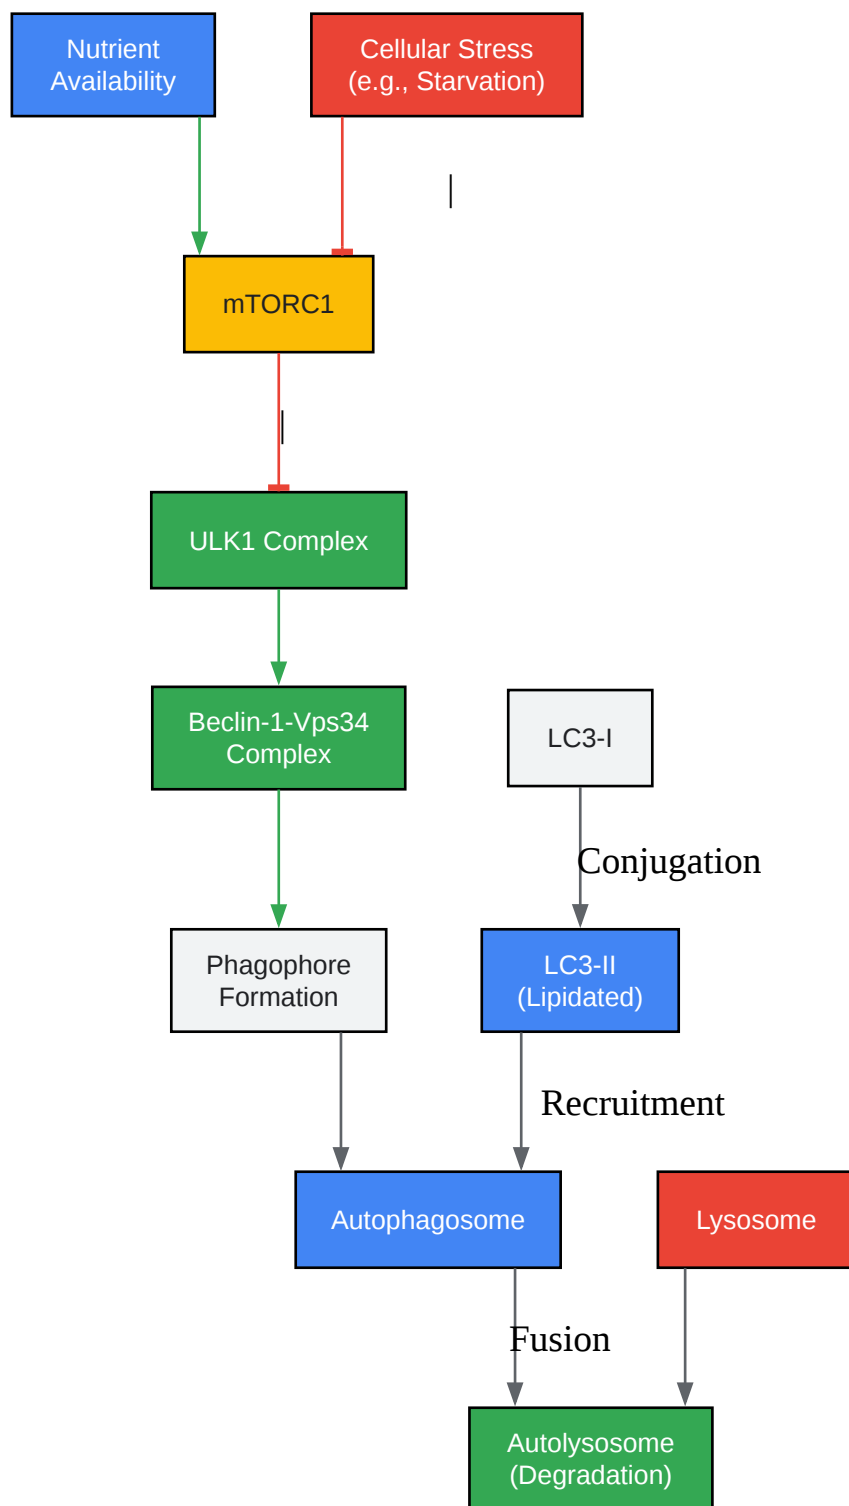 Nutrient
Availability
Cellular Stress
(e.g., Starvation)
|
mTORC1
|
ULK1 Complex
Beclin-1-Vps34
Complex
LC3-I
Conjugation
Phagophore
Formation
LC3-II
(Lipidated)
Recruitment
Autophagosome
Lysosome
Fusion
Autolysosome
(Degradation)